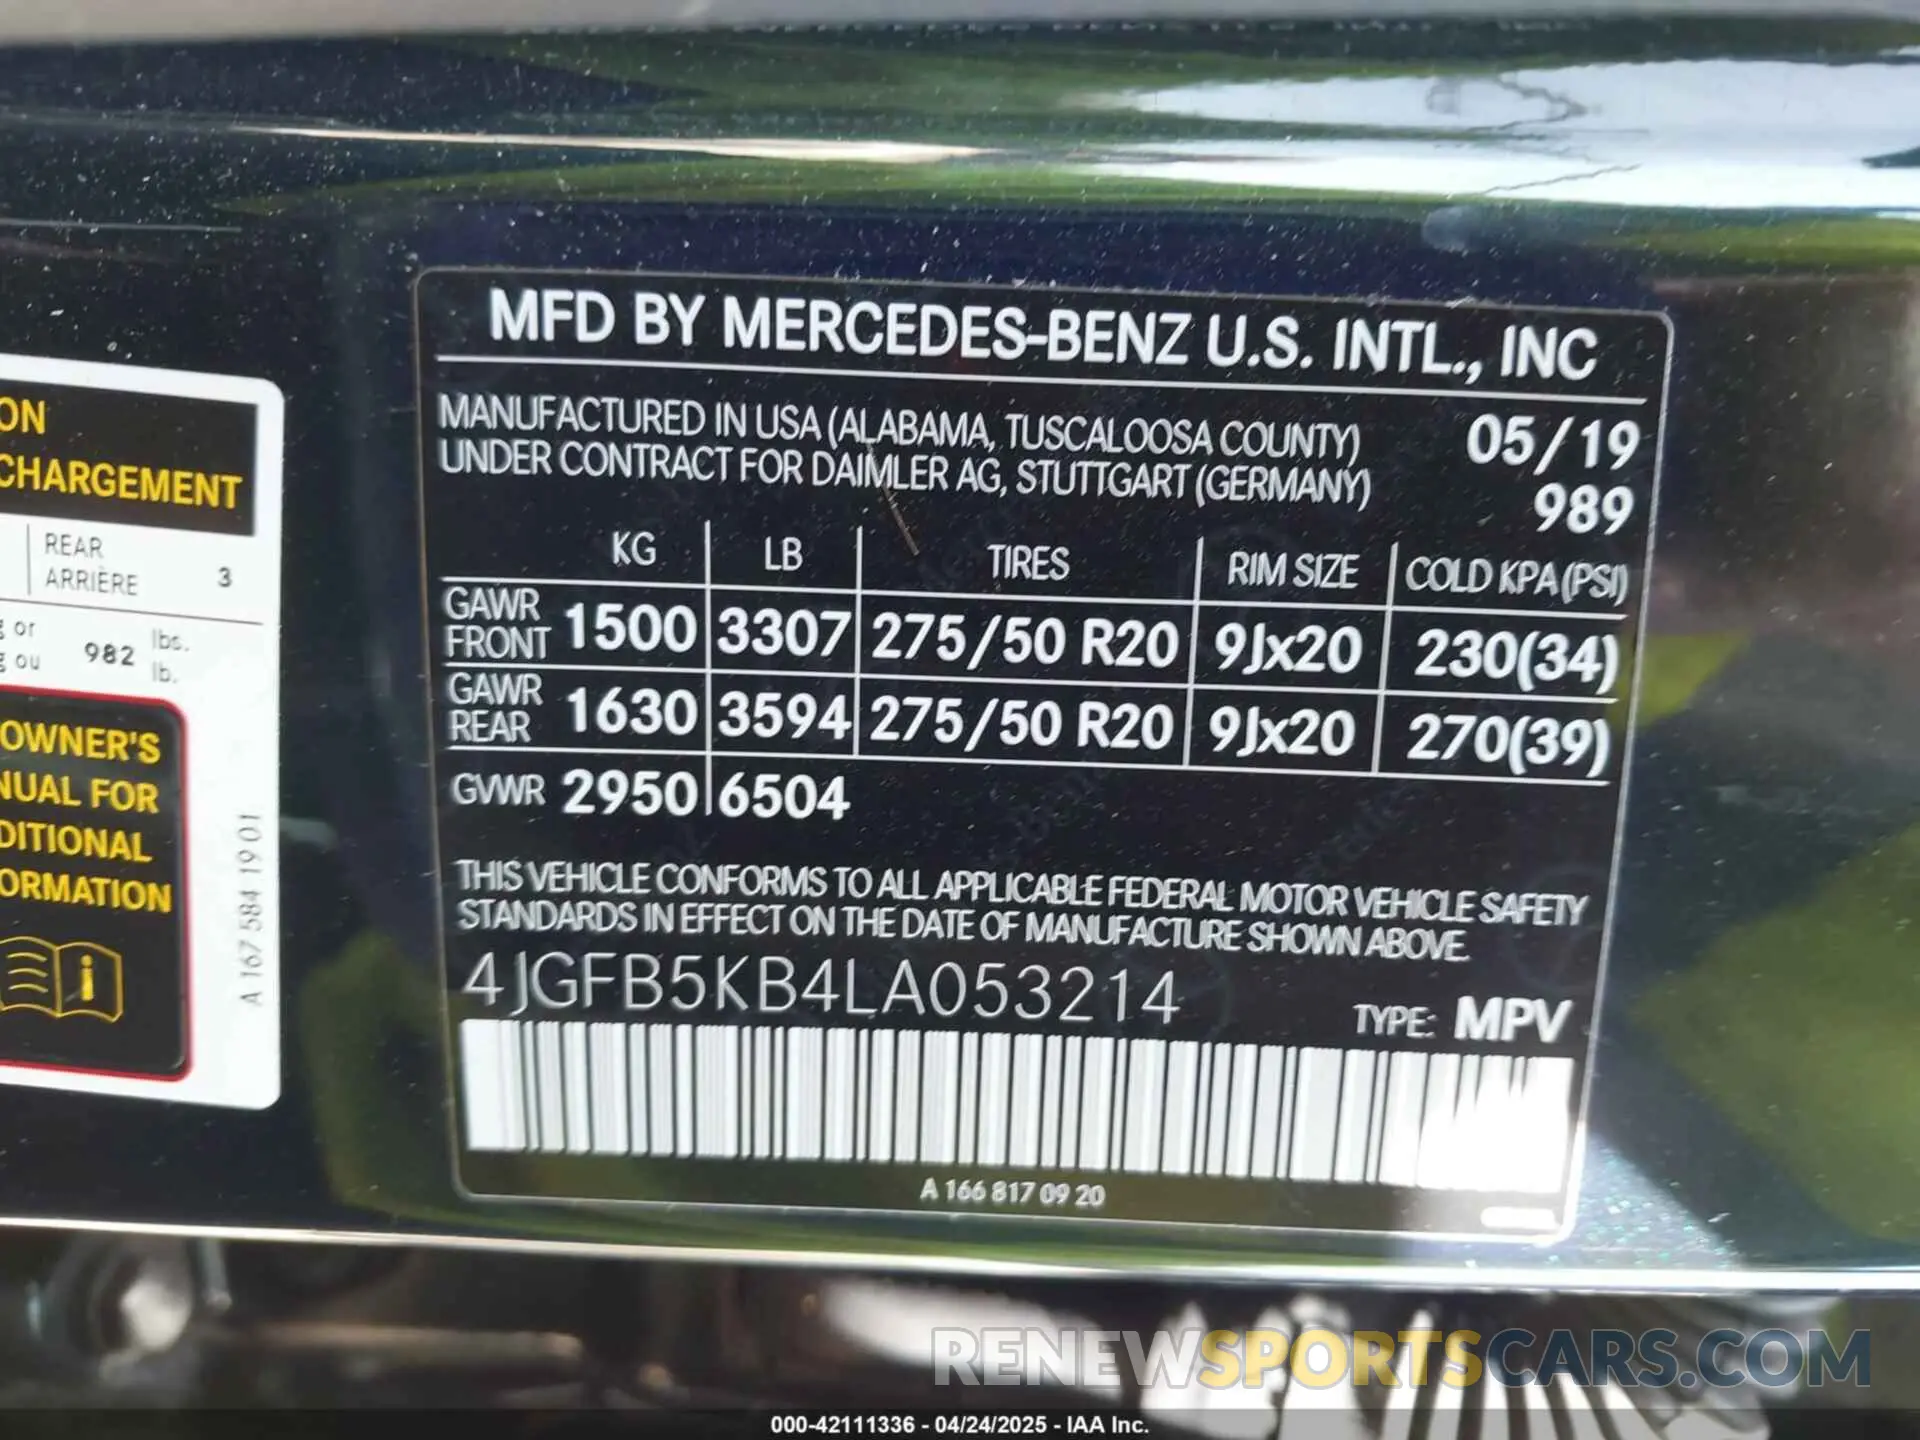 ON
CHARGEMENT
REAR
ARRIÈRE 3
g or
g ou 982 lbs.
lb.
OWNER'S
NUAL FOR
DITIONAL
ORMATION
A 167 584 19 01
MFD BY MERCEDES-BENZ U.S. INTL., INC
MANUFACTURED IN USA (ALABAMA, TUSCALOOSA COUNTY) 05/19
UNDER CONTRACT FOR DAIMLER AG, STUTTGART (GERMANY) 989
KG LB TIRES RIM SIZE COLD KPA(PSI)
GAWR FRONT 1500 3307 275/50 R20 9Jx20 230(34)
GAWR REAR 1630 3594 275/50 R20 9Jx20 270(39)
GVWR 2950 6504
THIS VEHICLE CONFORMS TO ALL APPLICABLE FEDERAL MOTOR VEHICLE SAFETY
STANDARDS IN EFFECT ON THE DATE OF MANUFACTURE SHOWN ABOVE.
4JGFB5KB4LA053214 TYPE: MPV
A 166 817 09 20
RENEWSPORTSCARS.COM
000-42111336 - 04/24/2025 - IAA Inc.